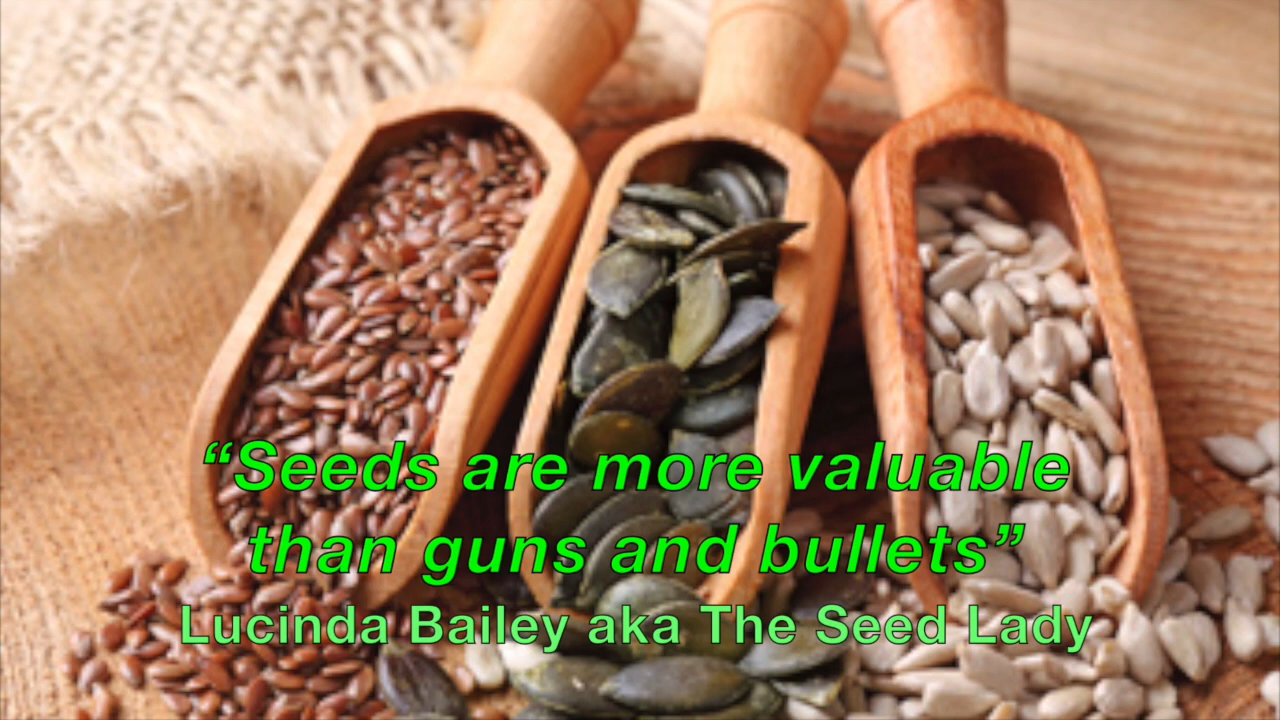 “Seeds are more valuable
than guns and bullets”
Lucinda Bailey aka The Seed Lady